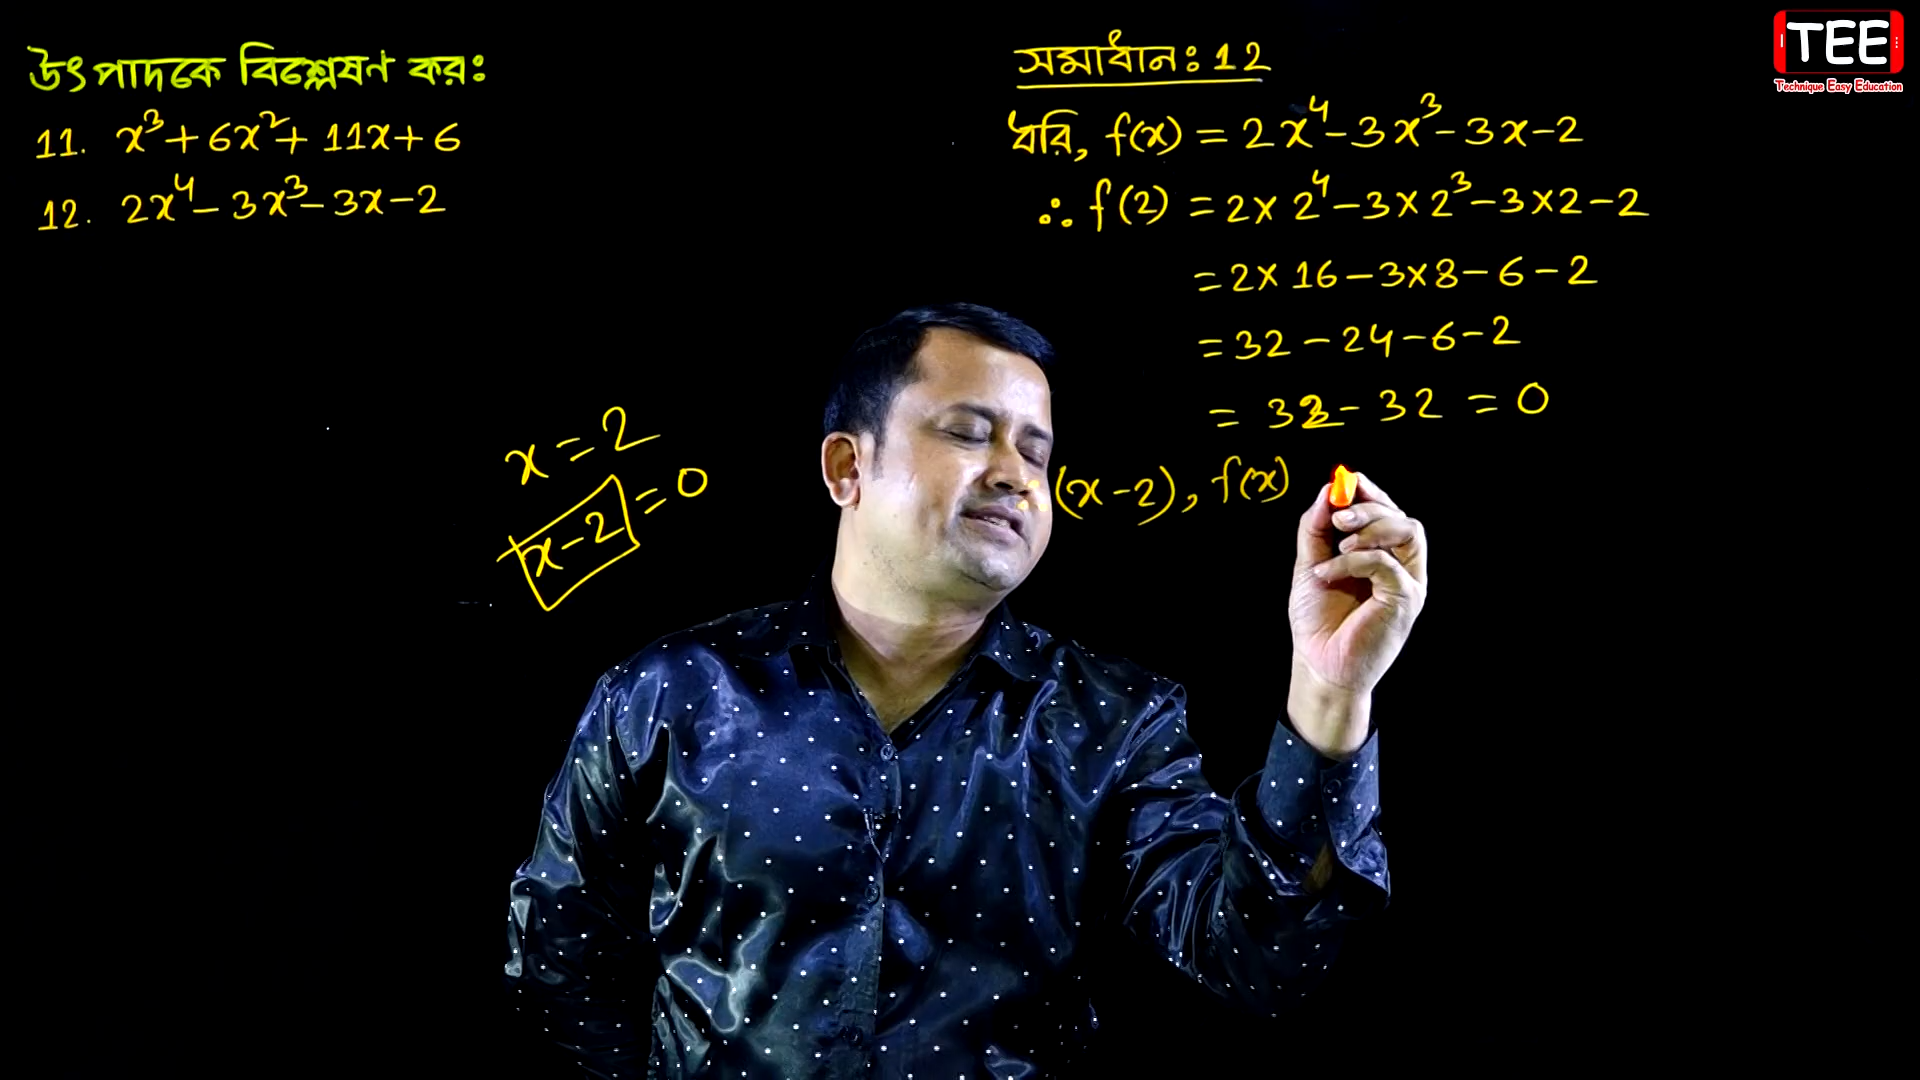 উৎপাদকে বিশ্লেষণ করঃ
11. x³ + 6x² + 11x + 6
12. 2x⁴ - 3x³ - 3x - 2
x = 2
x - 2 = 0
সমাধানঃ 12
ধরি, f(x) = 2x⁴ - 3x³ - 3x - 2
∴ f(2) = 2 × 2⁴ - 3 × 2³ - 3 × 2 - 2
= 2 × 16 - 3 × 8 - 6 - 2
= 32 - 24 - 6 - 2
= 32 - 32 = 0
∴ (x - 2), f(x)
TEE
Technique Easy Education